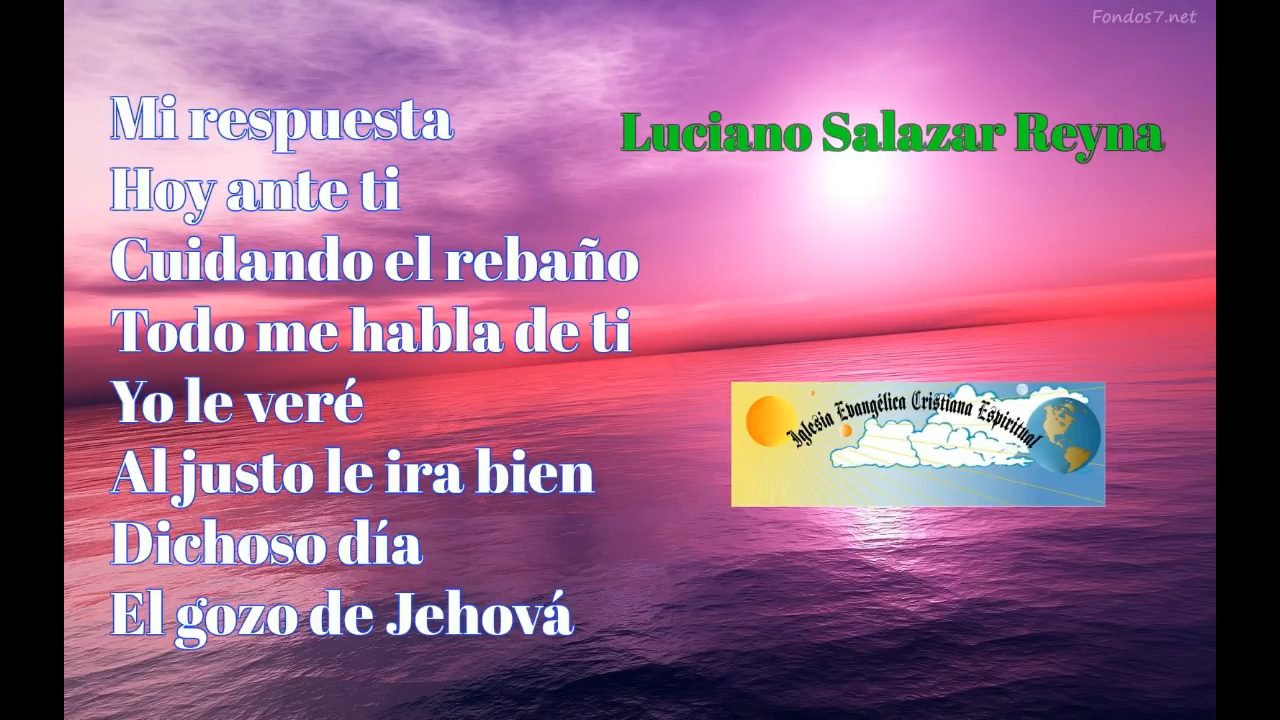 Fondos7.net
Mi respuesta
Luciano Salazar Reyna
Hoy ante ti
Cuidando el rebaño
Todo me habla de ti
Yo le veré
Al justo le ira bien
Dichoso día
El gozo de Jehová
Iglesia Evangélica Cristiana Espiritual